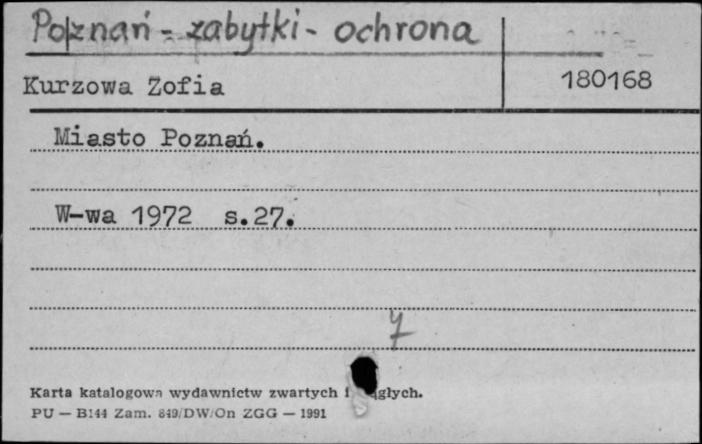 Poznań - zabytki - ochrona
Kurzowa Zofia 180168
Miasto Poznań.
W-wa 1972 s.27.
7
Karta katalogowa wydawnictw zwartych i
PU — B144 Zam. 849/DW/On ZGG — 1991